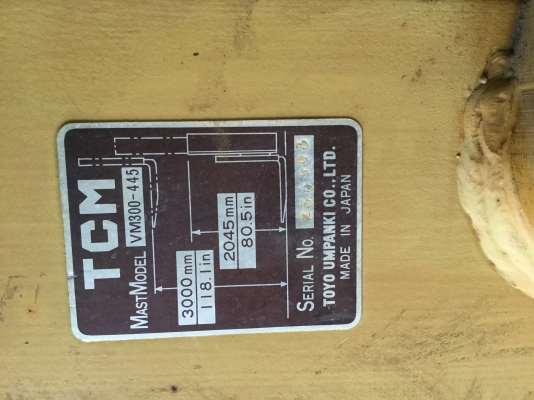 TCM
MAST MODEL VM300-445
3000mm
118.1in
2045mm
80.5in
SERIAL No.
TOYO UMPANKI CO., LTD.
MADE IN JAPAN